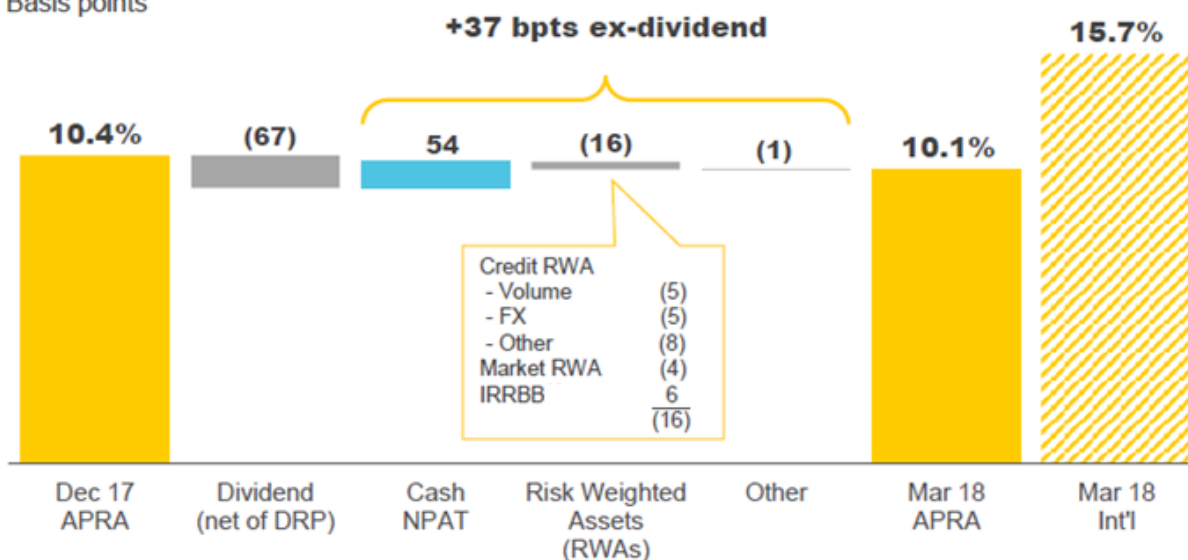 Basis points
+37 bpts ex-dividend
15.7%
10.4%
(67)
54
(16)
(1)
10.1%
Credit RWA
- Volume (5)
- FX (5)
- Other (8)
Market RWA (4)
IRRBB 6
(16)
Dec 17
APRA
Dividend
(net of DRP)
Cash
NPAT
Risk Weighted
Assets
(RWAs)
Other
Mar 18
APRA
Mar 18
Int'l